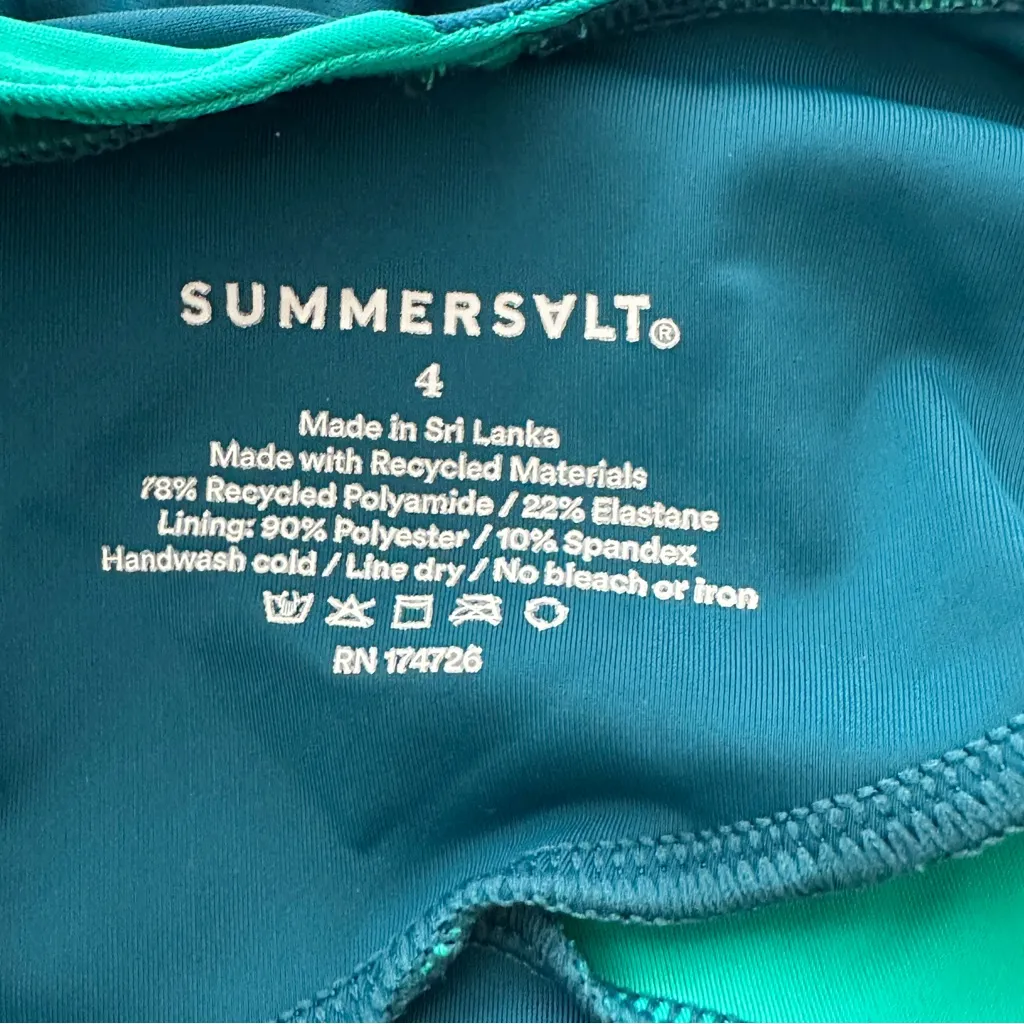 SUMMERSALT®
4
Made in Sri Lanka
Made with Recycled Materials
78% Recycled Polyamide / 22% Elastane
Lining: 90% Polyester / 10% Spandex
Handwash cold / Line dry / No bleach or iron
RN 174726